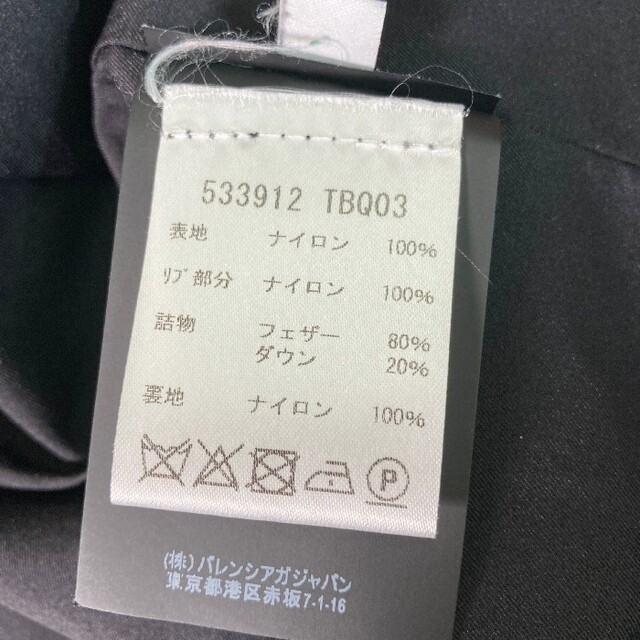 533912 TBQ03
表地 ナイロン 100%
リブ部分 ナイロン 100%
詰物 フェザー 80%
ダウン 20%
裏地 ナイロン 100%
P
(株)バレンシアガジャパン
東京都港区赤坂7-1-16